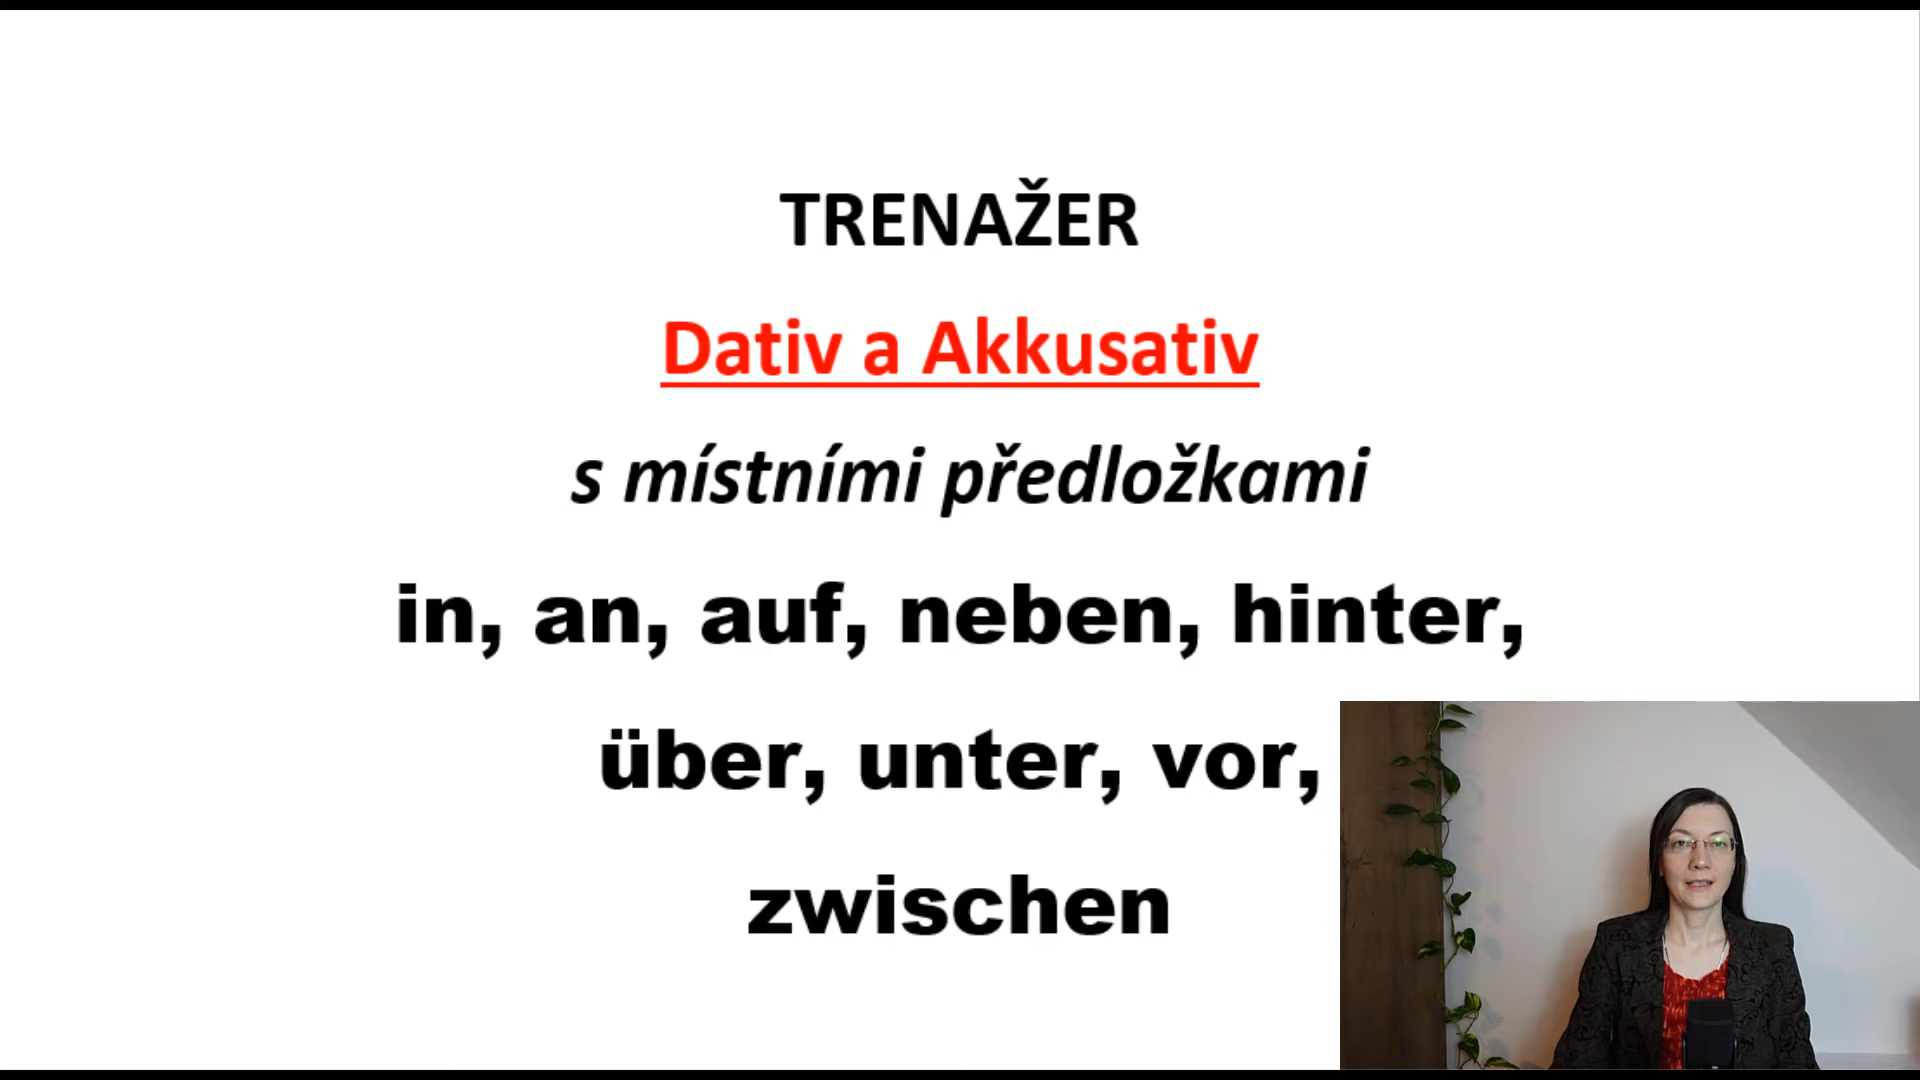 TRENAŽER
Dativ a Akkusativ
s místními předložkami
in, an, auf, neben, hinter,
über, unter, vor,
zwischen